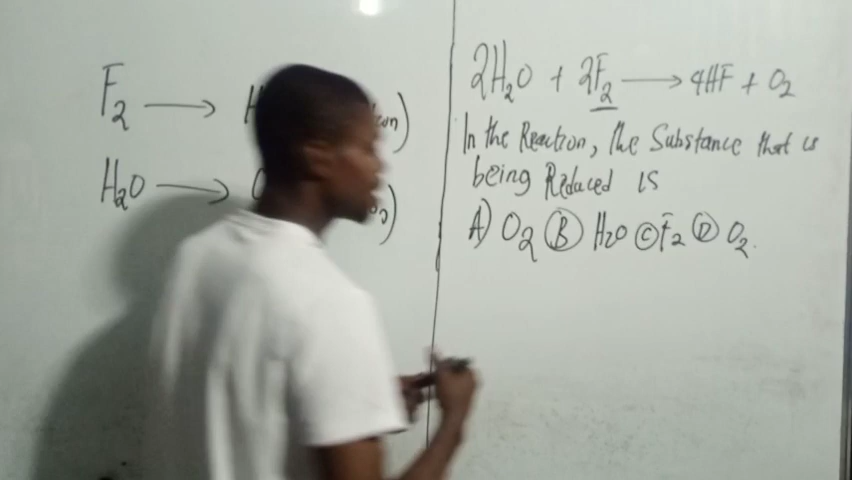 F2 → H
H2O → O
2H2O + 2F2 → 4HF + O2
In the Reaction, the Substance that is
being Reduced is
A) O2 Ⓑ H2O Ⓒ F2 Ⓓ O2.